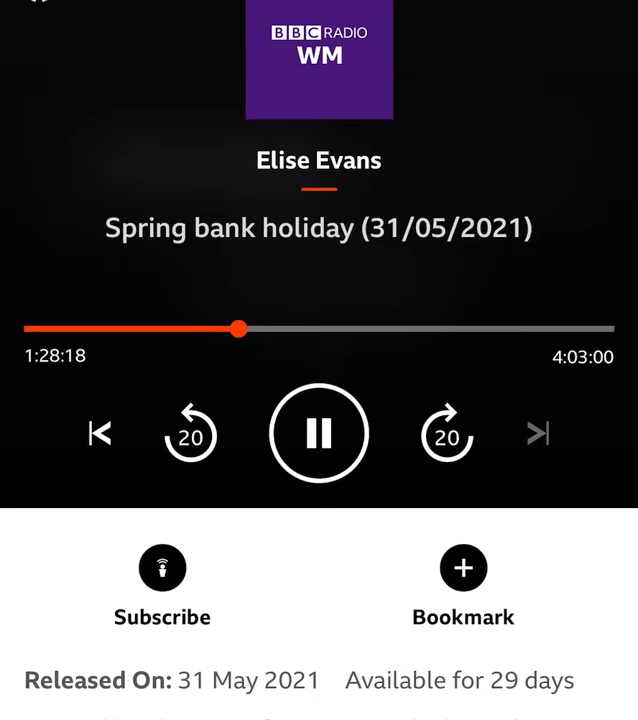 BBC RADIO
WM
Elise Evans
Spring bank holiday (31/05/2021)
1:28:18 4:03:00
20 20
Subscribe Bookmark
Released On: 31 May 2021 Available for 29 days